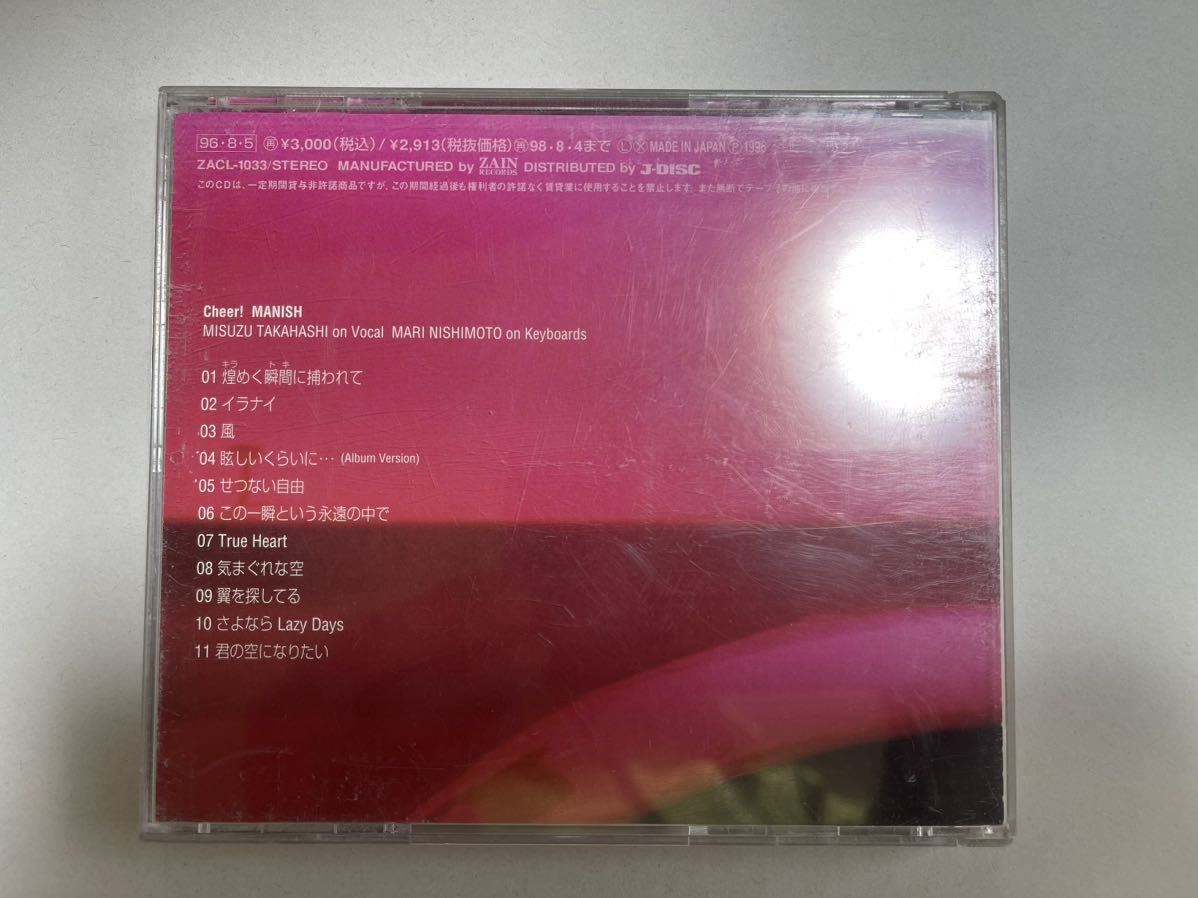 96・8・5 再 ¥3,000(税込)/¥2,913(税抜価格) 再 98・8・4まで Ⓛ Ⓧ MADE IN JAPAN Ⓟ 1996
ZACL-1033/STEREO MANUFACTURED by ZAIN RECORDS DISTRIBUTED by J-DISC
このCDは、一定期間貸与非許諾商品ですが、この期間経過後も権利者の許諾なく賃貸業に使用することを禁止します。また無断でテープ
Cheer! MANISH
MISUZU TAKAHASHI on Vocal MARI NISHIMOTO on Keyboards
キラ トキ
01 煌めく瞬間に捕われて
02 イラナイ
03 風
04 眩しいくらいに… (Album Version)
05 せつない自由
06 この一瞬という永遠の中で
07 True Heart
08 気まぐれな空
09 翼を探してる
10 さよなら Lazy Days
11 君の空になりたい